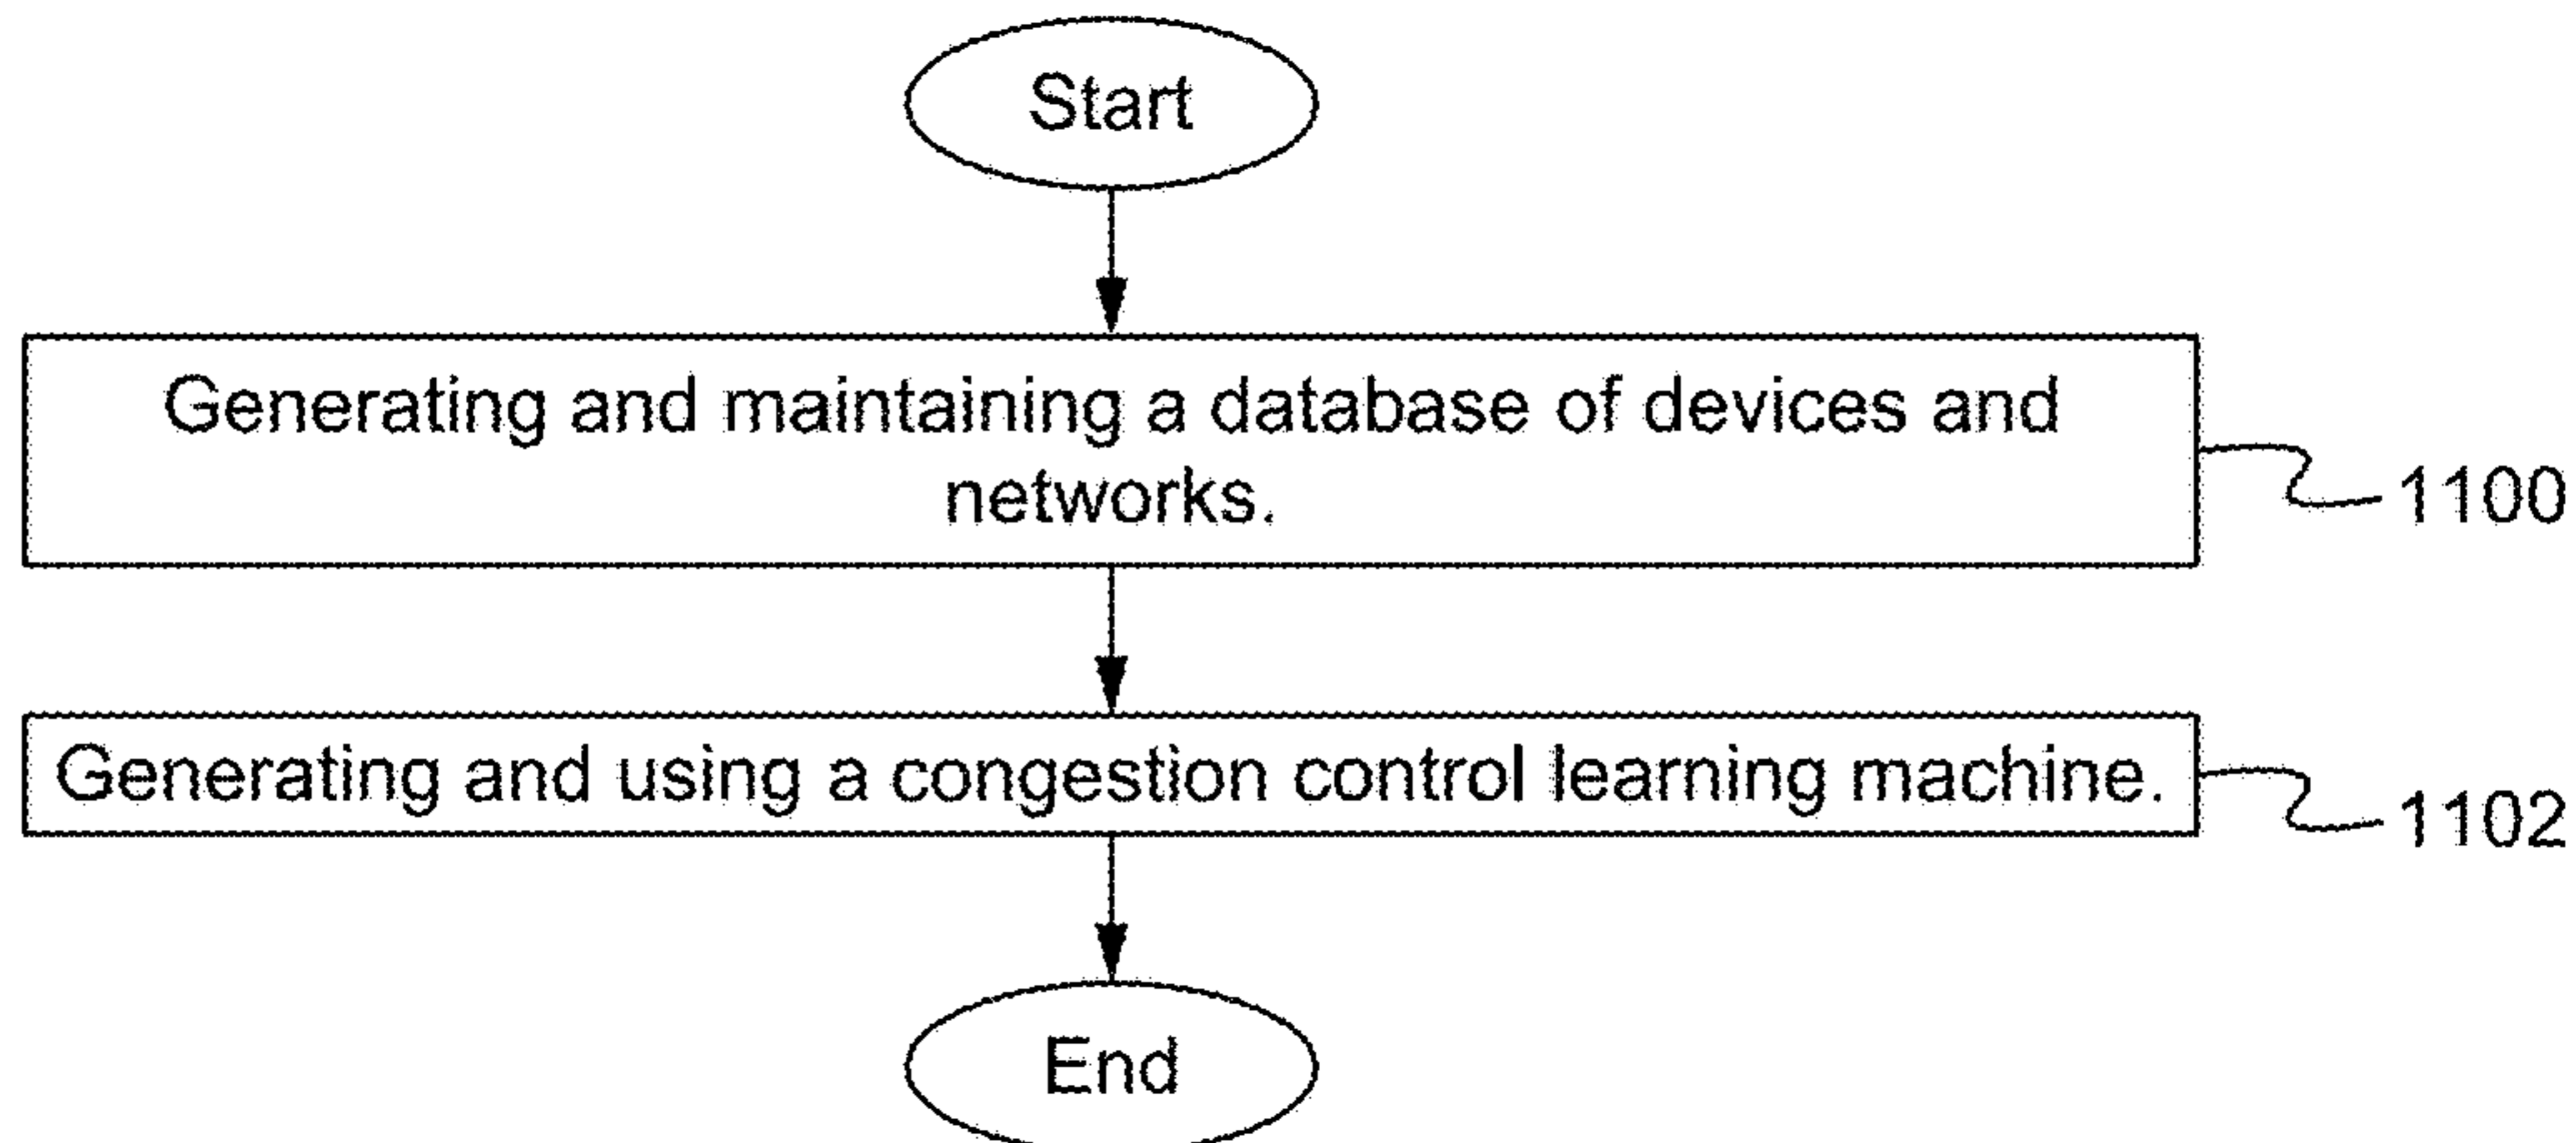 Start
Generating and maintaining a database of devices and
networks.
1100
Generating and using a congestion control learning machine.
1102
End